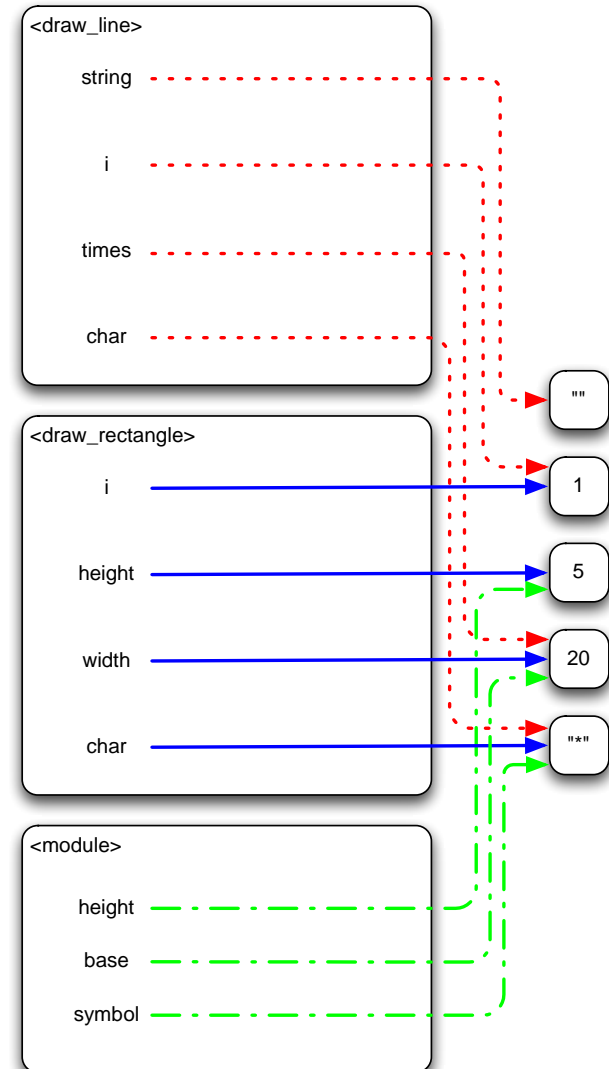 <draw_line>
string
i
times
char
""
<draw_rectangle>
i
1
height
5
width
20
char
"*"
<module>
height
base
symbol